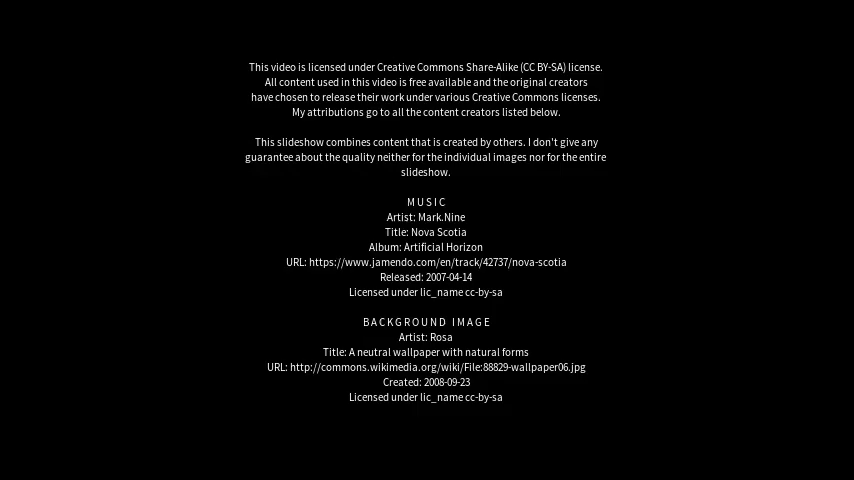 This video is licensed under Creative Commons Share-Alike (CC BY-SA) license.
All content used in this video is free available and the original creators
have chosen to release their work under various Creative Commons licenses.
My attributions go to all the content creators listed below.
This slideshow combines content that is created by others. I don't give any
guarantee about the quality neither for the individual images nor for the entire
slideshow.
MUSIC
Artist: Mark.Nine
Title: Nova Scotia
Album: Artificial Horizon
URL: https://www.jamendo.com/en/track/42737/nova-scotia
Released: 2007-04-14
Licensed under lic_name cc-by-sa
BACKGROUND IMAGE
Artist: Rosa
Title: A neutral wallpaper with natural forms
URL: http://commons.wikimedia.org/wiki/File:88829-wallpaper06.jpg
Created: 2008-09-23
Licensed under lic_name cc-by-sa